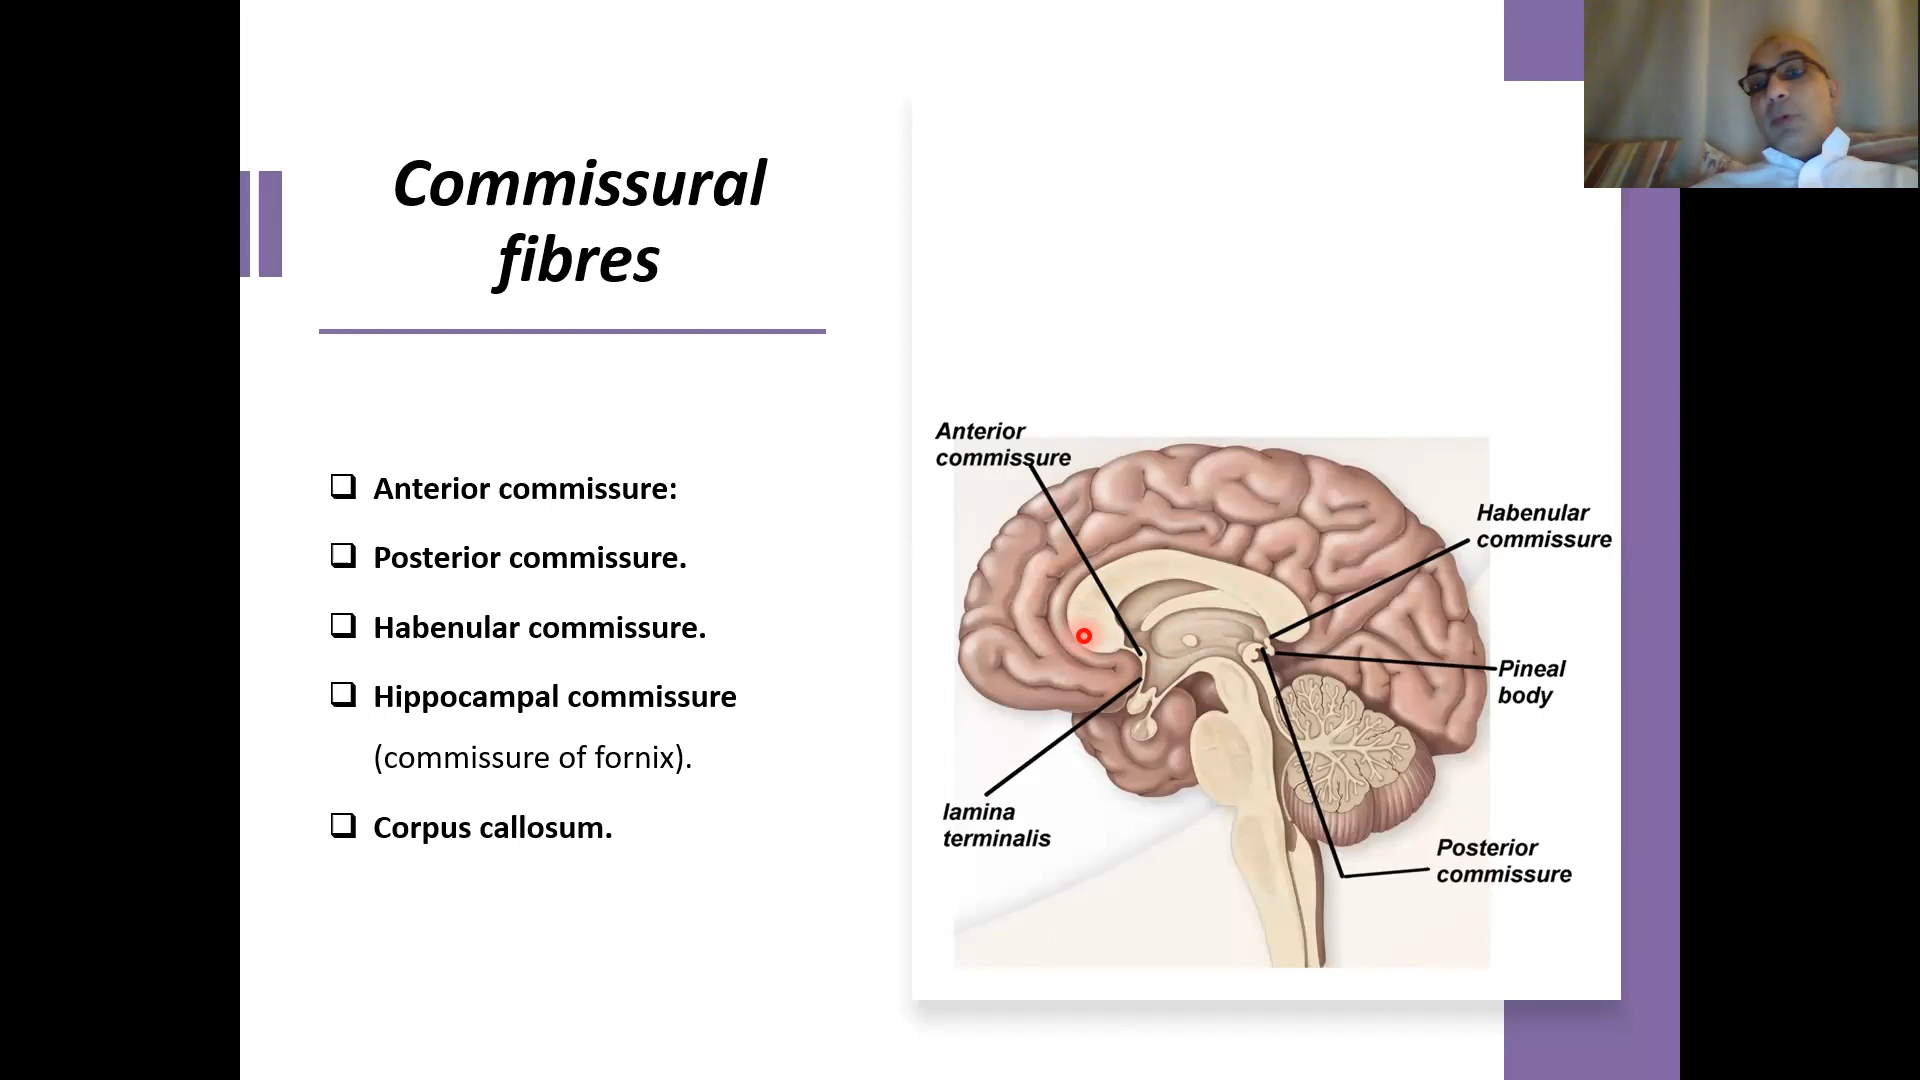 Commissural
fibres
Anterior commissure:
Posterior commissure.
Habenular commissure.
Hippocampal commissure
(commissure of fornix).
Corpus callosum.
Anterior
commissure
Habenular
commissure
Pineal
body
lamina
terminalis
Posterior
commissure